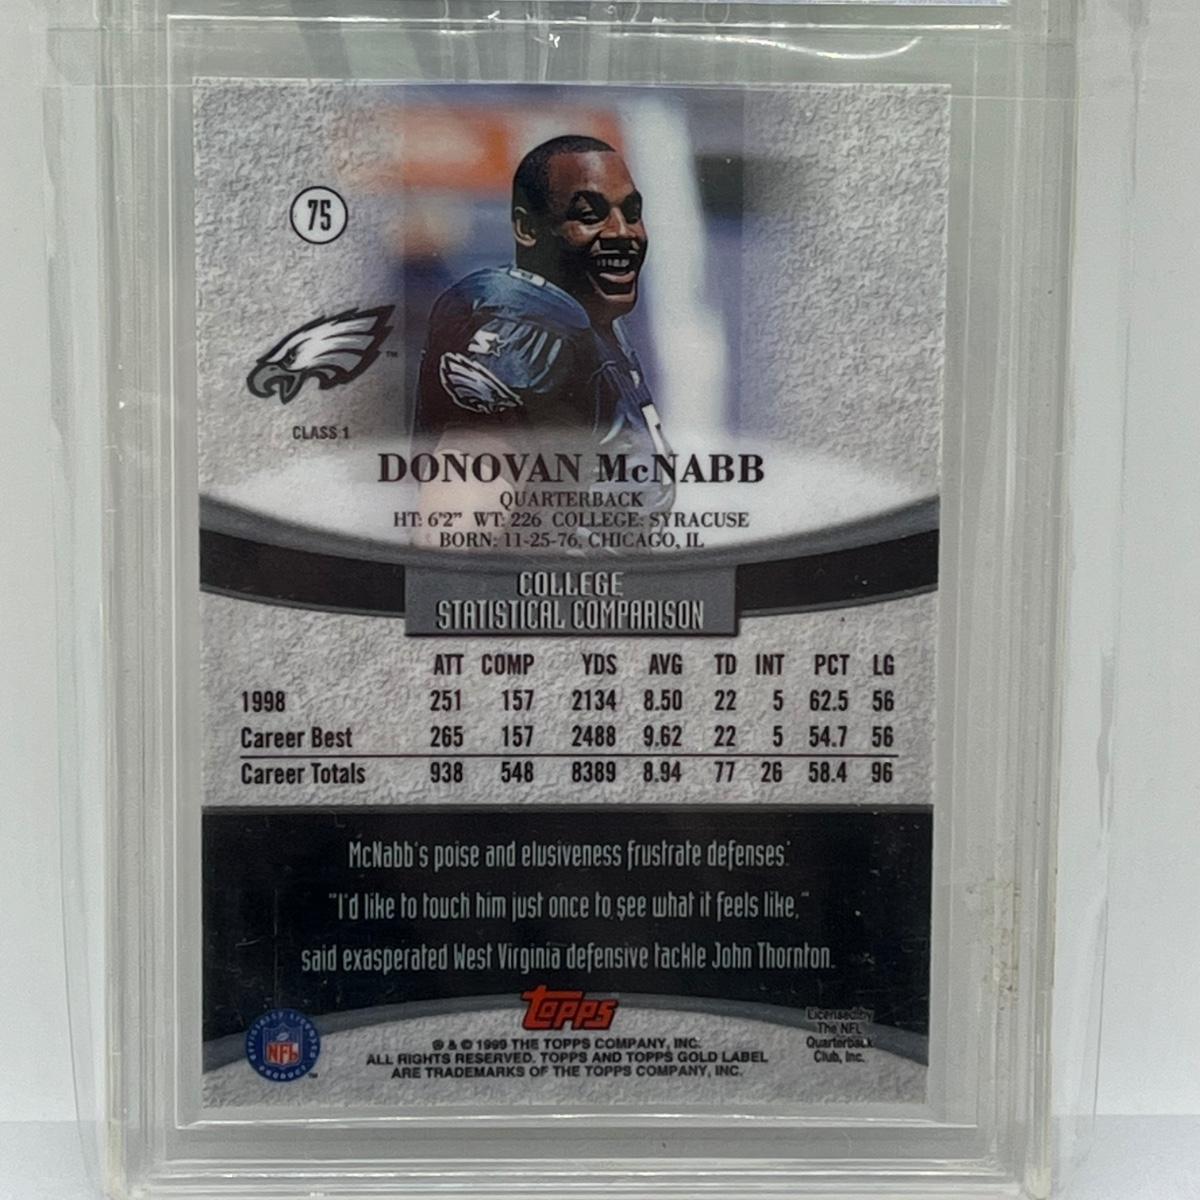 75
TM
CLASS 1
DONOVAN McNABB
QUARTERBACK
HT: 6'2" WT: 226 COLLEGE: SYRACUSE
BORN: 11-25-76, CHICAGO, IL
COLLEGE
STATISTICAL COMPARISON
ATT COMP YDS AVG TD INT PCT LG
1998 251 157 2134 8.50 22 5 62.5 56
Career Best 265 157 2488 9.62 22 5 54.7 56
Career Totals 938 548 8389 8.94 77 26 58.4 96
McNabb's poise and elusiveness frustrate defenses.
"I'd like to touch him just once to see what it feels like,"
said exasperated West Virginia defensive tackle John Thornton.
topps
® & © 1999 THE TOPPS COMPANY, INC.
ALL RIGHTS RESERVED. TOPPS AND TOPPS GOLD LABEL
ARE TRADEMARKS OF THE TOPPS COMPANY, INC.
OFFICIALLY LICENSED
NFL
PRODUCT
TM
Licensed by
The NFL
Quarterback
Club, Inc.